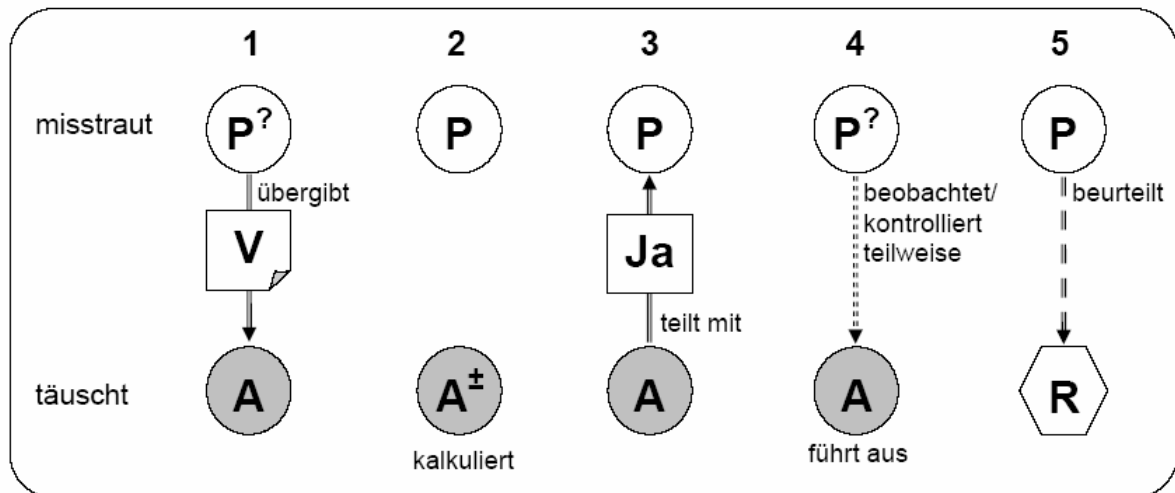 1 2 3 4 5
misstraut P? P P P? P
übergibt beobachtet/ beurteilt
kontrolliert
teilweise
V Ja
teilt mit
täuscht A A± A A R
kalkuliert führt aus